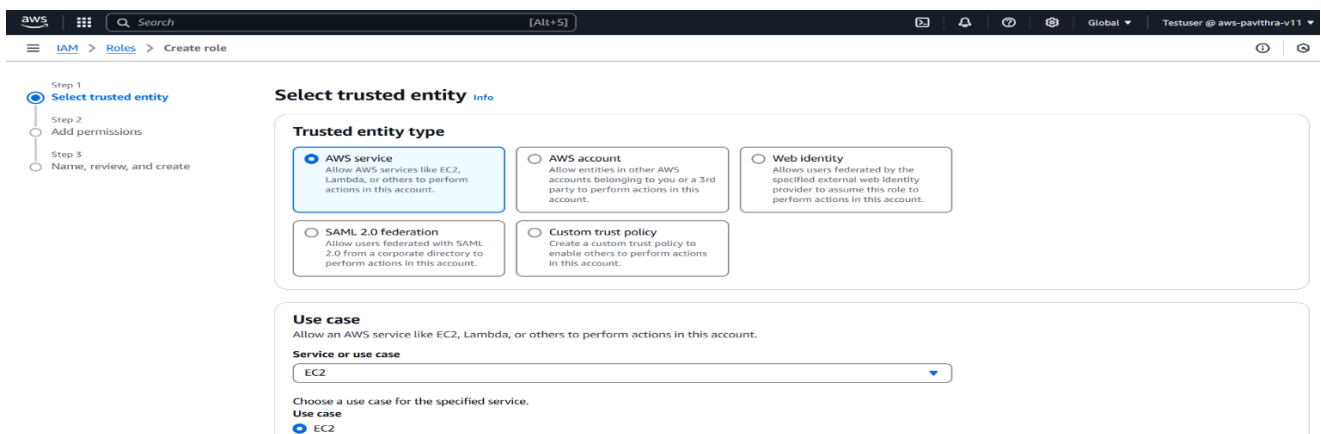 aws
Search
[Alt+S]
Global
Testuser @ aws-pavithra-v11
IAM > Roles > Create role
Step 1
Select trusted entity
Step 2
Add permissions
Step 3
Name, review, and create
Select trusted entity Info
Trusted entity type
AWS service
Allow AWS services like EC2,
Lambda, or others to perform
actions in this account.
AWS account
Allow entities in other AWS
accounts belonging to you or a 3rd
party to perform actions in this
account.
Web identity
Allows users federated by the
specified external web identity
provider to assume this role to
perform actions in this account.
SAML 2.0 federation
Allow users federated with SAML
2.0 from a corporate directory to
perform actions in this account.
Custom trust policy
Create a custom trust policy to
enable others to perform actions
in this account.
Use case
Allow an AWS service like EC2, Lambda, or others to perform actions in this account.
Service or use case
EC2
Choose a use case for the specified service.
Use case
EC2